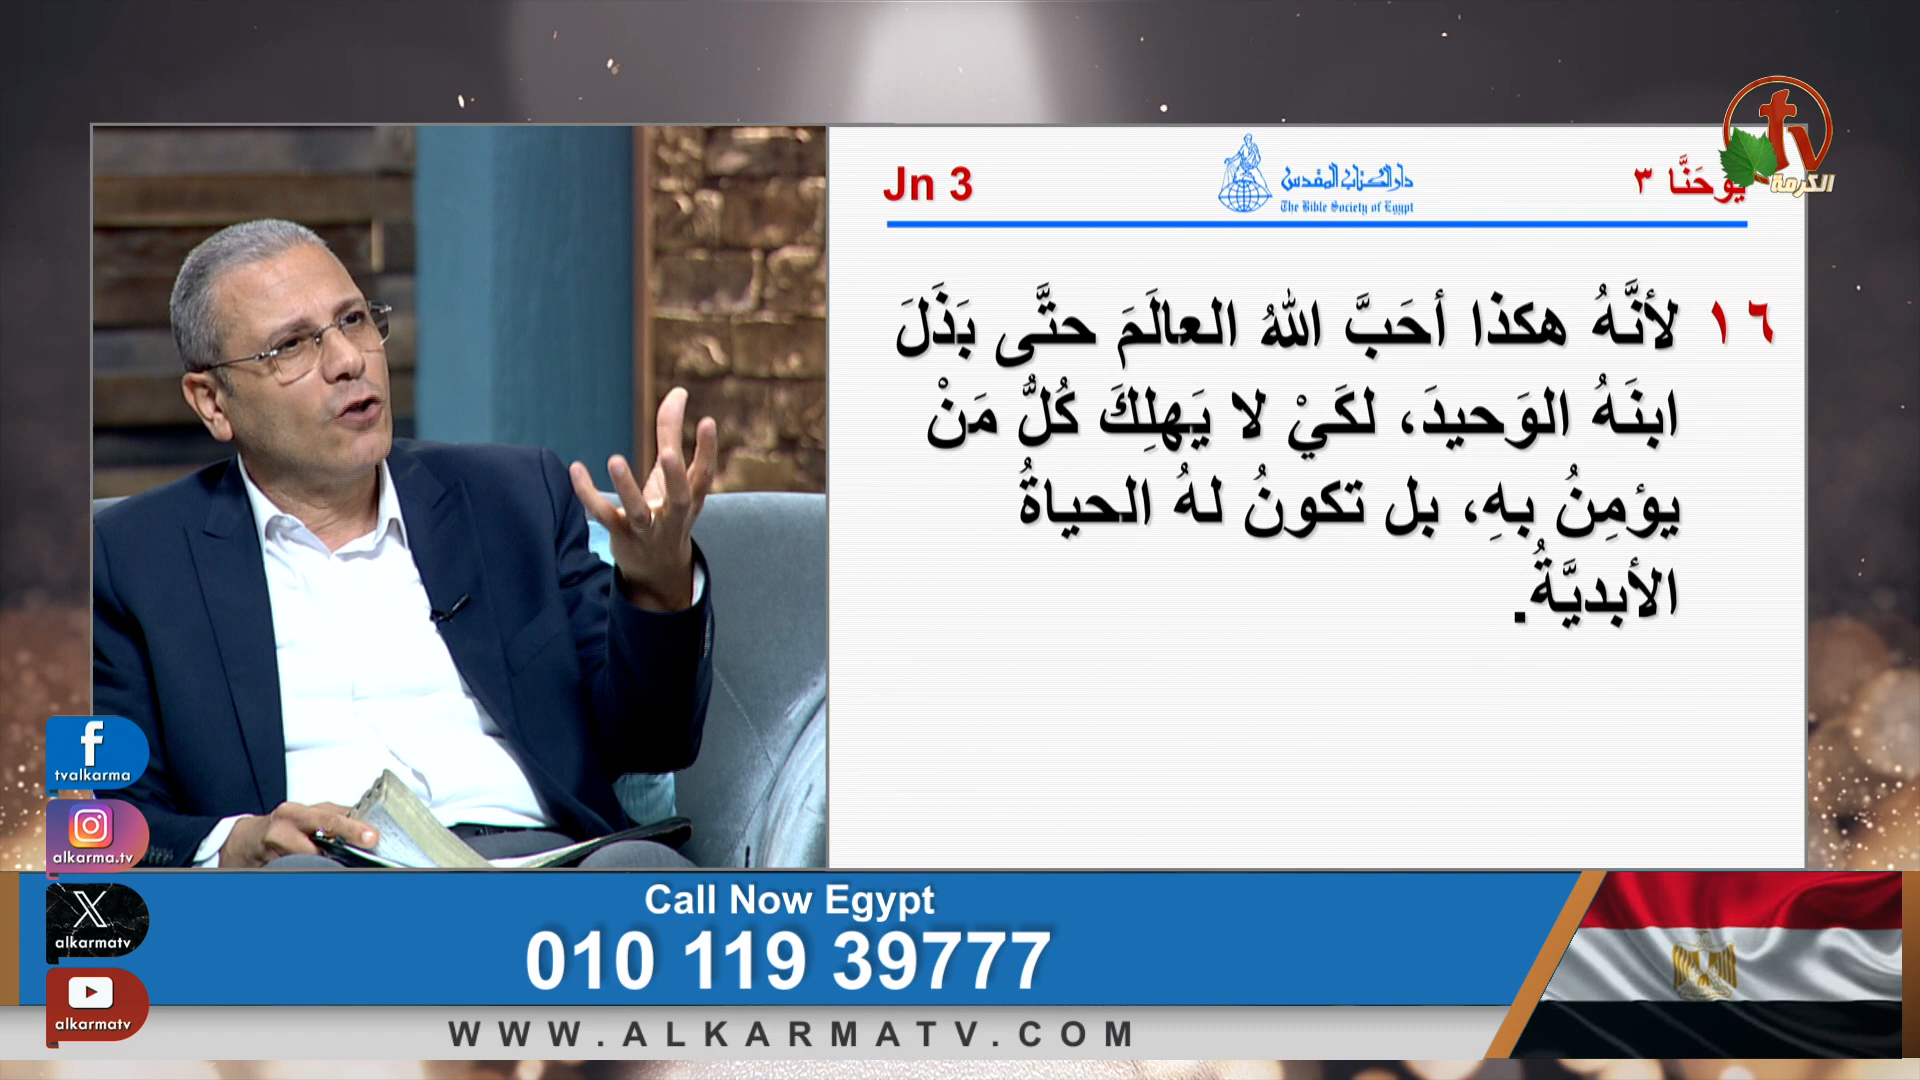 tv
الكرمة
Jn 3
دار الكتاب المقدس
The Bible Society of Egypt
يوحَنَّا ٣
١٦ لأنَّهُ هكذا أحَبَّ اللهُ العالَمَ حتَّى بَذَلَ
ابنَهُ الوَحيدَ، لكَيْ لا يَهلِكَ كُلُّ مَنْ
يؤمِنُ بهِ، بل تكونُ لهُ الحياةُ
الأبديَّةُ.
tvalkarma
alkarma.tv
alkarmatv
alkarmatv
Call Now Egypt
010 119 39777
WWW.ALKARMATV.COM